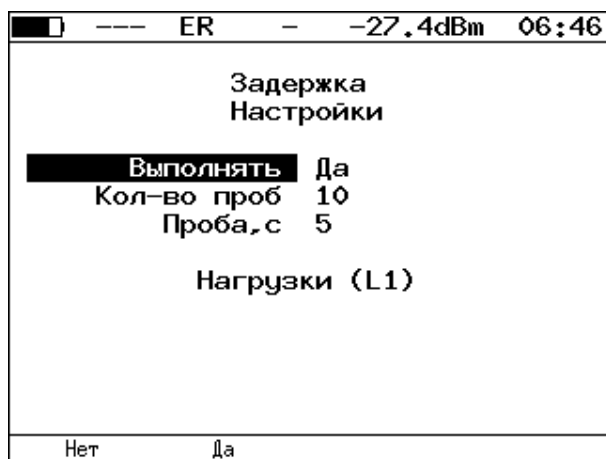 --- ER - -27.4dBm 06:46
Задержка
Настройки
Выполнять Да
Кол-во проб 10
Проба,с 5
Нагрузки (L1)
Нет Да